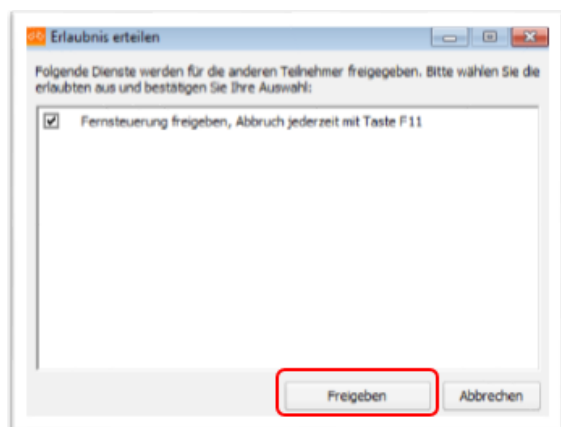 Erlaubnis erteilen
Folgende Dienste werden für die anderen Teilnehmer freigegeben. Bitte wählen Sie die
erlaubten aus und bestätigen Sie Ihre Auswahl:
Fernsteuerung freigeben, Abbruch jederzeit mit Taste F11
Freigeben Abbrechen